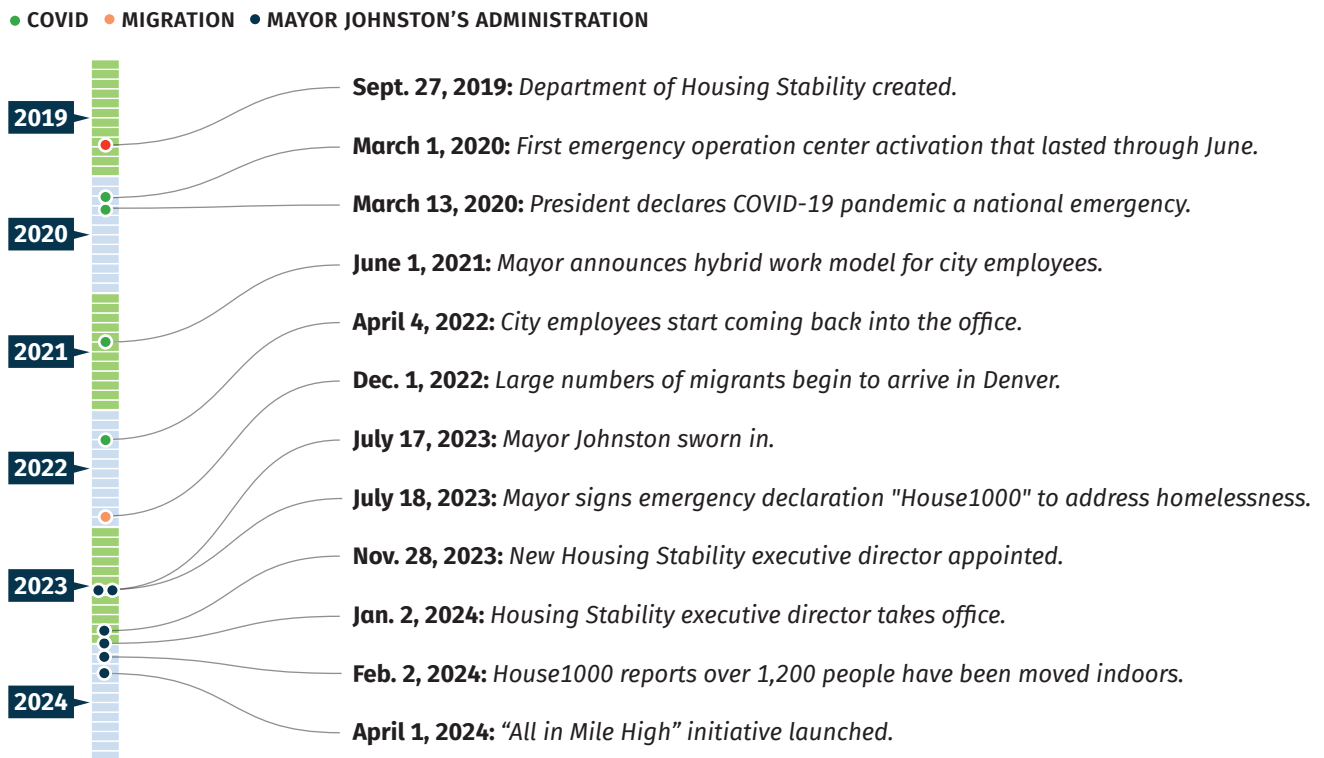 COVID MIGRATION MAYOR JOHNSTON’S ADMINISTRATION
2019
2020
2021
2022
2023
2024
Sept. 27, 2019: Department of Housing Stability created.
March 1, 2020: First emergency operation center activation that lasted through June.
March 13, 2020: President declares COVID-19 pandemic a national emergency.
June 1, 2021: Mayor announces hybrid work model for city employees.
April 4, 2022: City employees start coming back into the office.
Dec. 1, 2022: Large numbers of migrants begin to arrive in Denver.
July 17, 2023: Mayor Johnston sworn in.
July 18, 2023: Mayor signs emergency declaration "House1000" to address homelessness.
Nov. 28, 2023: New Housing Stability executive director appointed.
Jan. 2, 2024: Housing Stability executive director takes office.
Feb. 2, 2024: House1000 reports over 1,200 people have been moved indoors.
April 1, 2024: “All in Mile High” initiative launched.